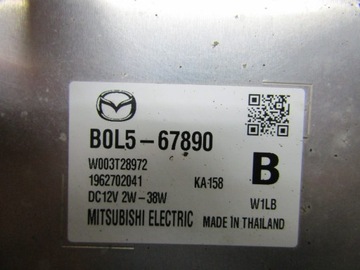 B0L5-67890
W003T28972
1962702041 KA158 B
DC12V 2W-38W W1LB
MITSUBISHI ELECTRIC MADE IN THAILAND